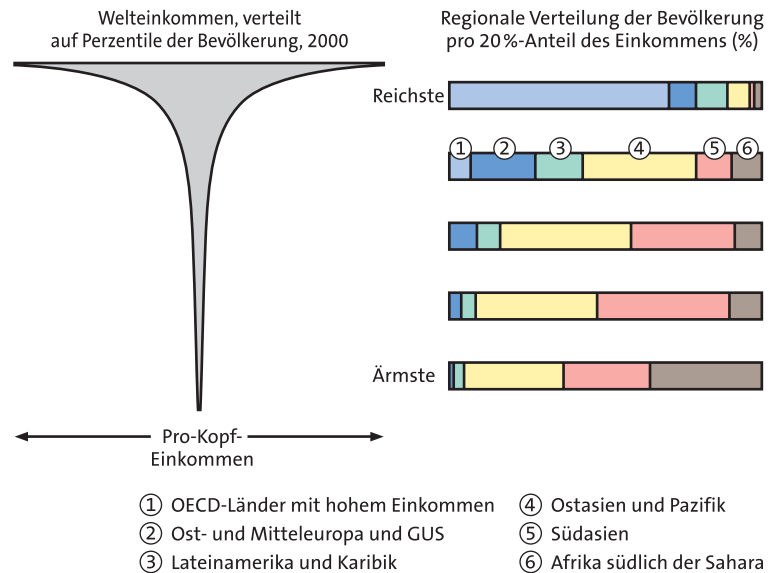 Welteinkommen, verteilt
auf Perzentile der Bevölkerung, 2000
Regionale Verteilung der Bevölkerung
pro 20%-Anteil des Einkommens (%)
Reichste
① ② ③ ④ ⑤ ⑥
Ärmste
Pro-Kopf-
Einkommen
① OECD-Länder mit hohem Einkommen
② Ost- und Mitteleuropa und GUS
③ Lateinamerika und Karibik
④ Ostasien und Pazifik
⑤ Südasien
⑥ Afrika südlich der Sahara